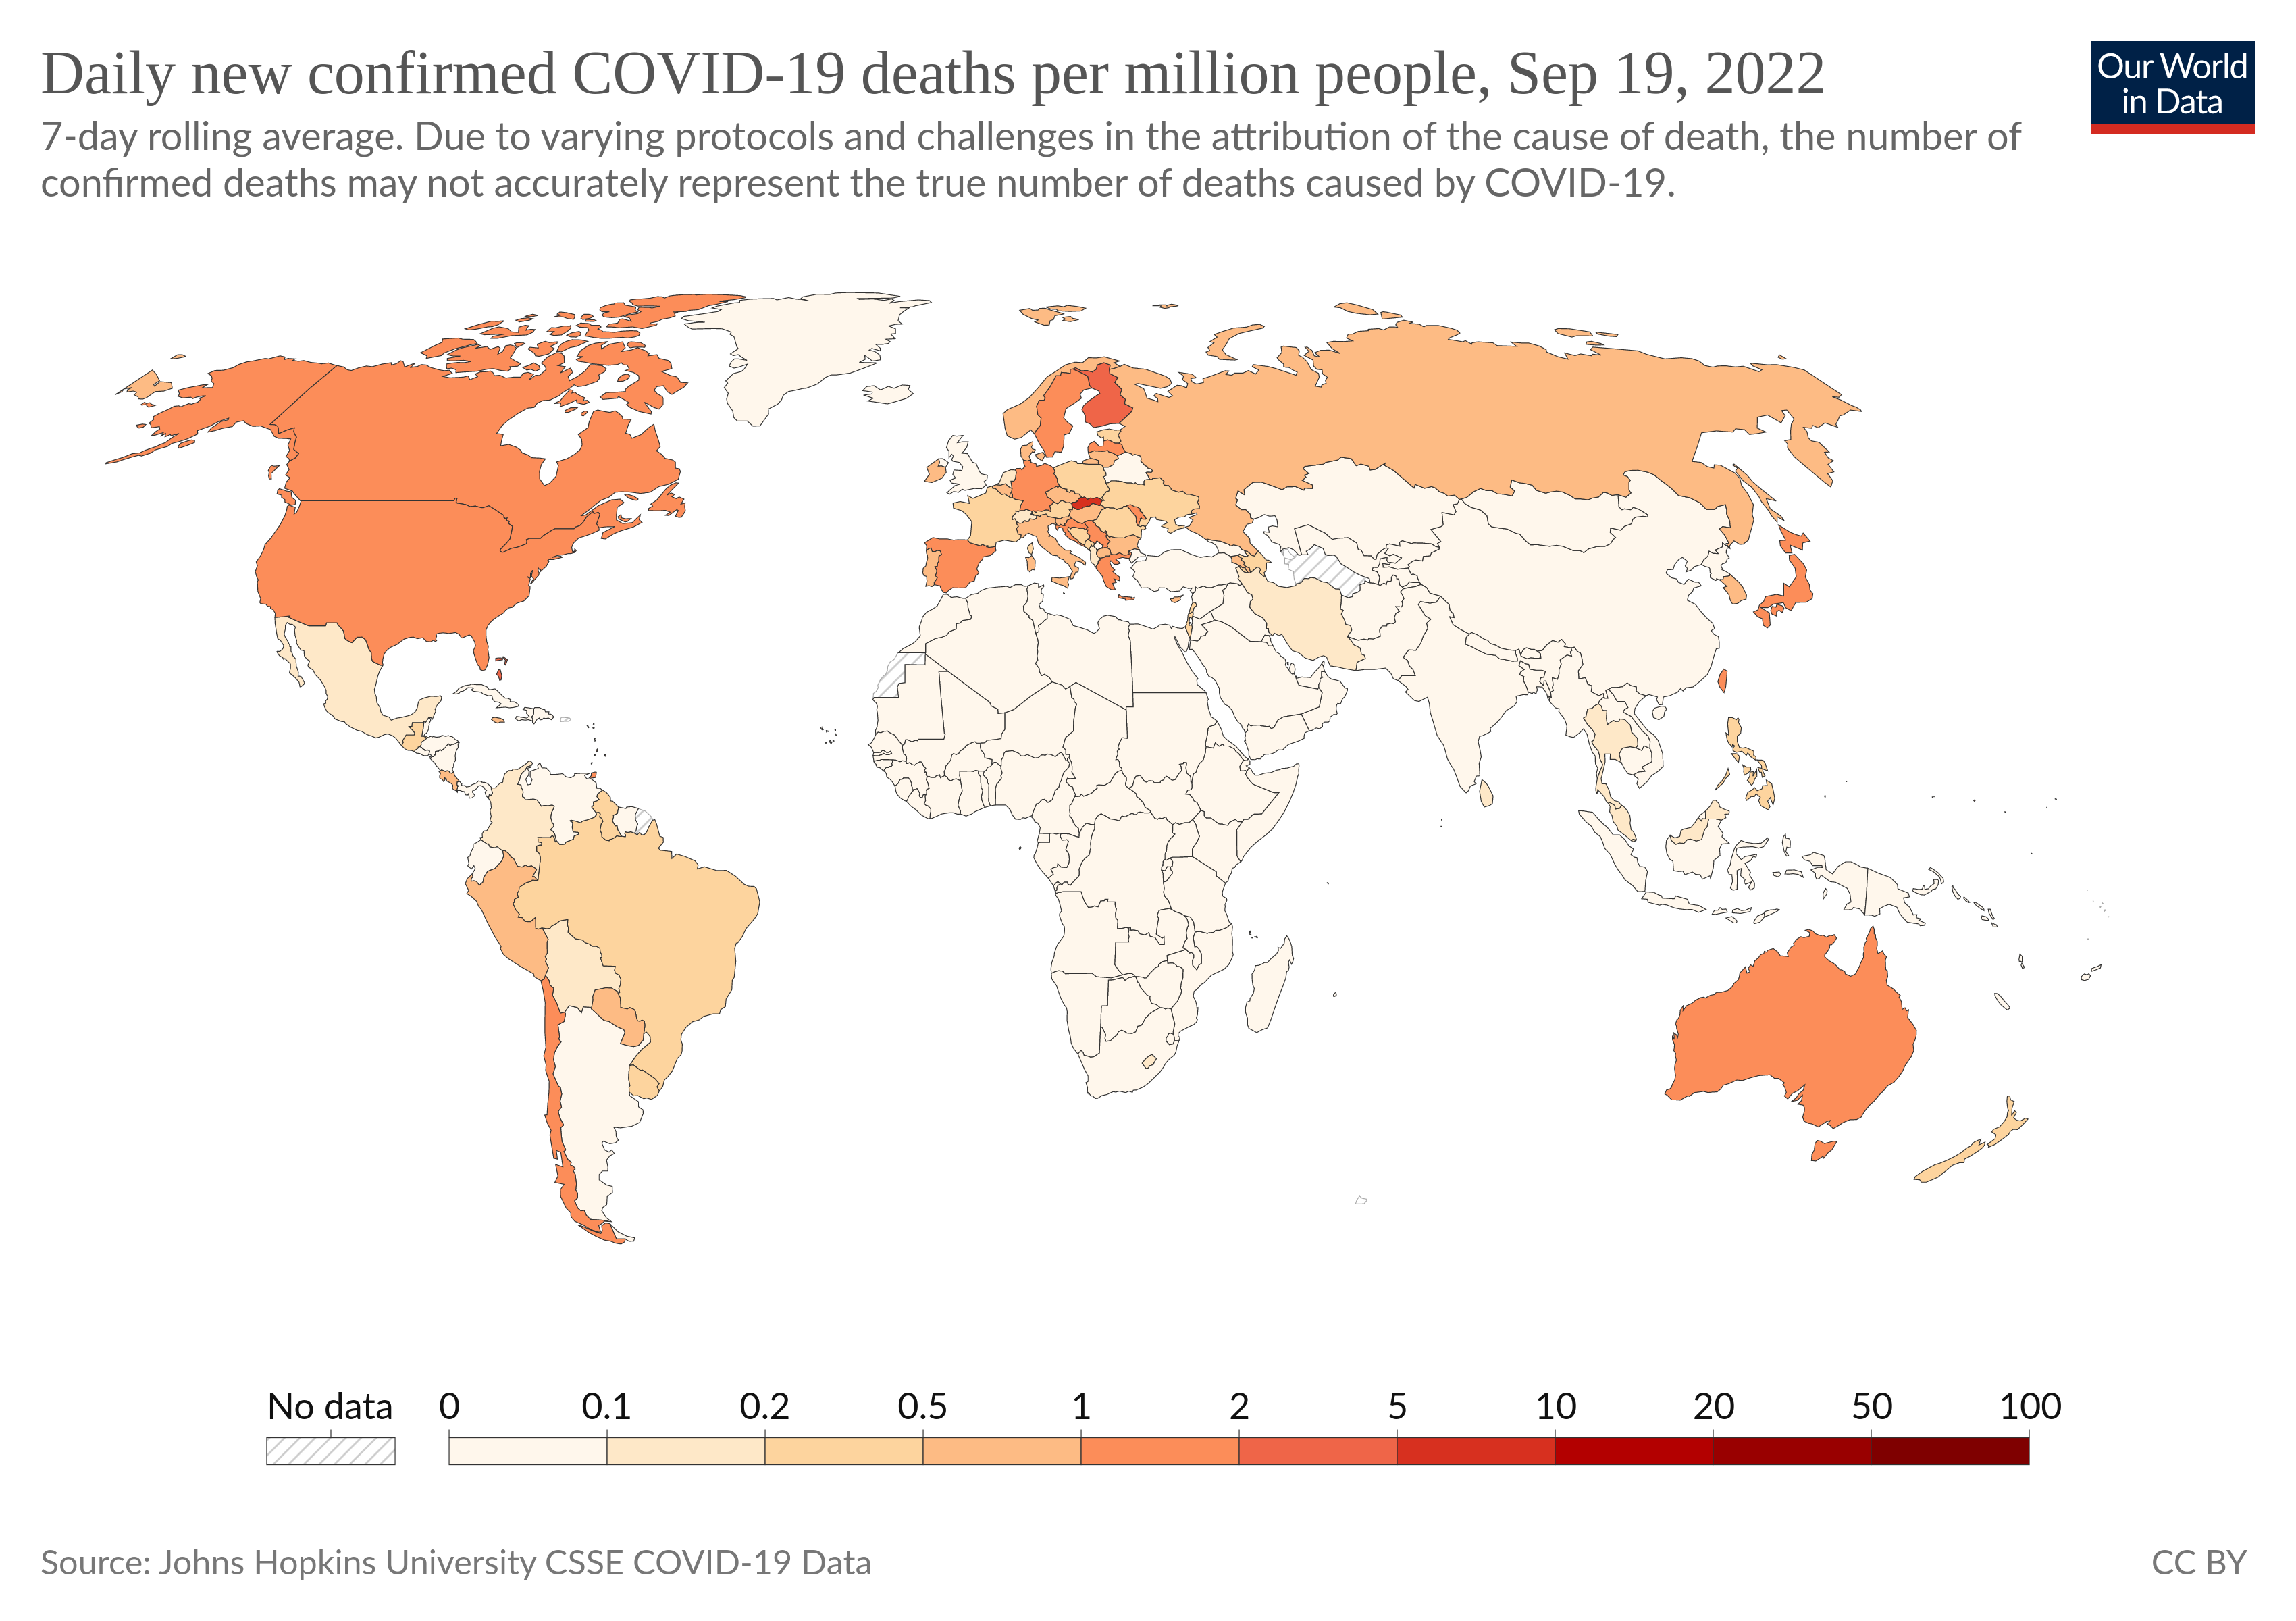 Daily new confirmed COVID-19 deaths per million people, Sep 19, 2022
Our World
in Data
7-day rolling average. Due to varying protocols and challenges in the attribution of the cause of death, the number of
confirmed deaths may not accurately represent the true number of deaths caused by COVID-19.
No data 0 0.1 0.2 0.5 1 2 5 10 20 50 100
Source: Johns Hopkins University CSSE COVID-19 Data
CC BY